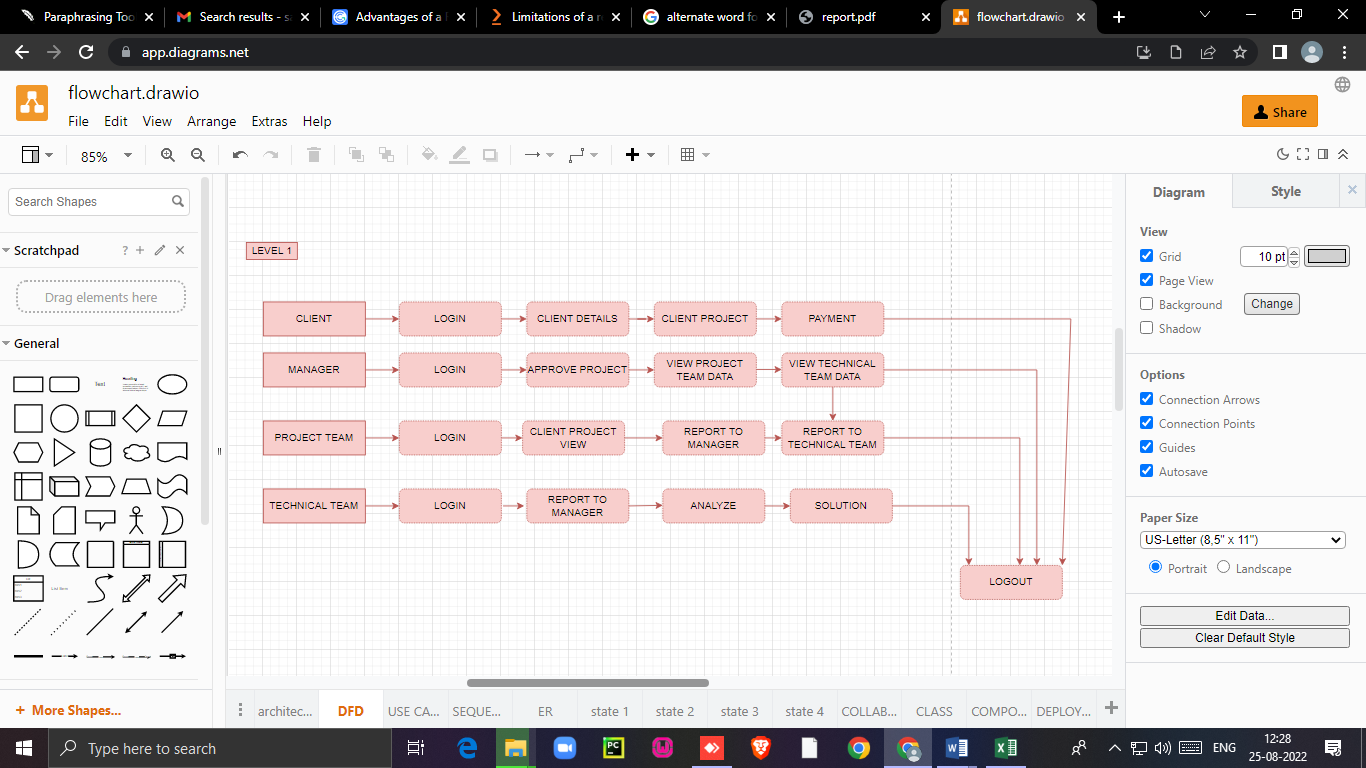 Paraphrasing Too
Search results - s
Advantages of a
Limitations of a r
alternate word fo
report.pdf
flowchart.drawio
app.diagrams.net
flowchart.drawio
File Edit View Arrange Extras Help
Share
85%
Search Shapes
Diagram
Style
Scratchpad
?
Drag elements here
General
Text
Heading
More Shapes...
LEVEL 1
CLIENT
LOGIN
CLIENT DETAILS
CLIENT PROJECT
PAYMENT
MANAGER
LOGIN
APPROVE PROJECT
VIEW PROJECT
TEAM DATA
VIEW TECHNICAL
TEAM DATA
PROJECT TEAM
LOGIN
CLIENT PROJECT
VIEW
REPORT TO
MANAGER
REPORT TO
TECHNICAL TEAM
TECHNICAL TEAM
LOGIN
REPORT TO
MANAGER
ANALYZE
SOLUTION
LOGOUT
View
Grid
10 pt
Page View
Background
Change
Shadow
Options
Connection Arrows
Connection Points
Guides
Autosave
Paper Size
US-Letter (8,5" x 11")
Portrait
Landscape
Edit Data...
Clear Default Style
architec...
DFD
USE CA...
SEQUE...
ER
state 1
state 2
state 3
state 4
COLLAB...
CLASS
COMPO...
DEPLOY...
Type here to search
ENG
12:28
25-08-2022